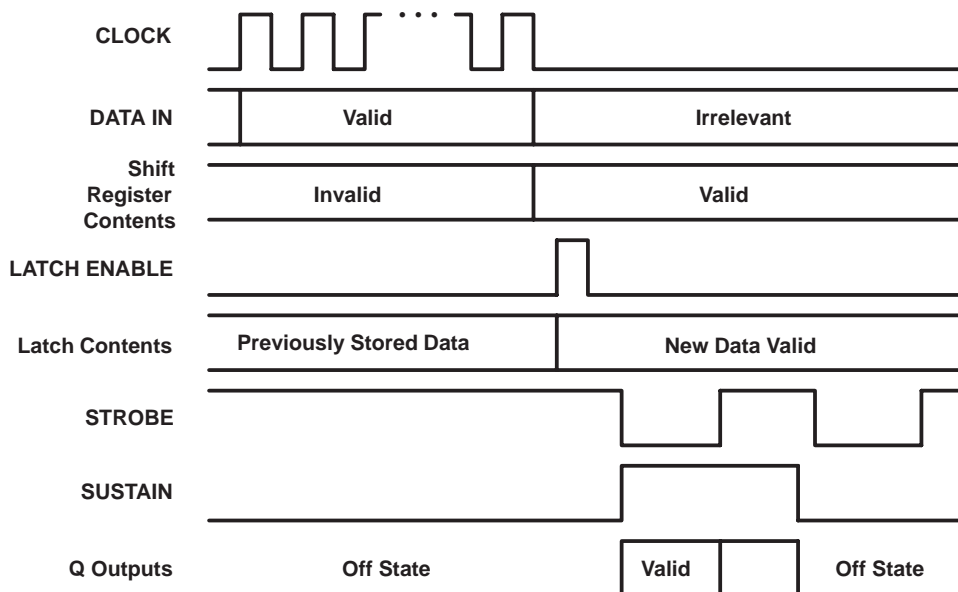 CLOCK
DATA IN
Valid
Irrelevant
Shift
Register
Contents
Invalid
Valid
LATCH ENABLE
Latch Contents
Previously Stored Data
New Data Valid
STROBE
SUSTAIN
Q Outputs
Off State
Valid
Off State